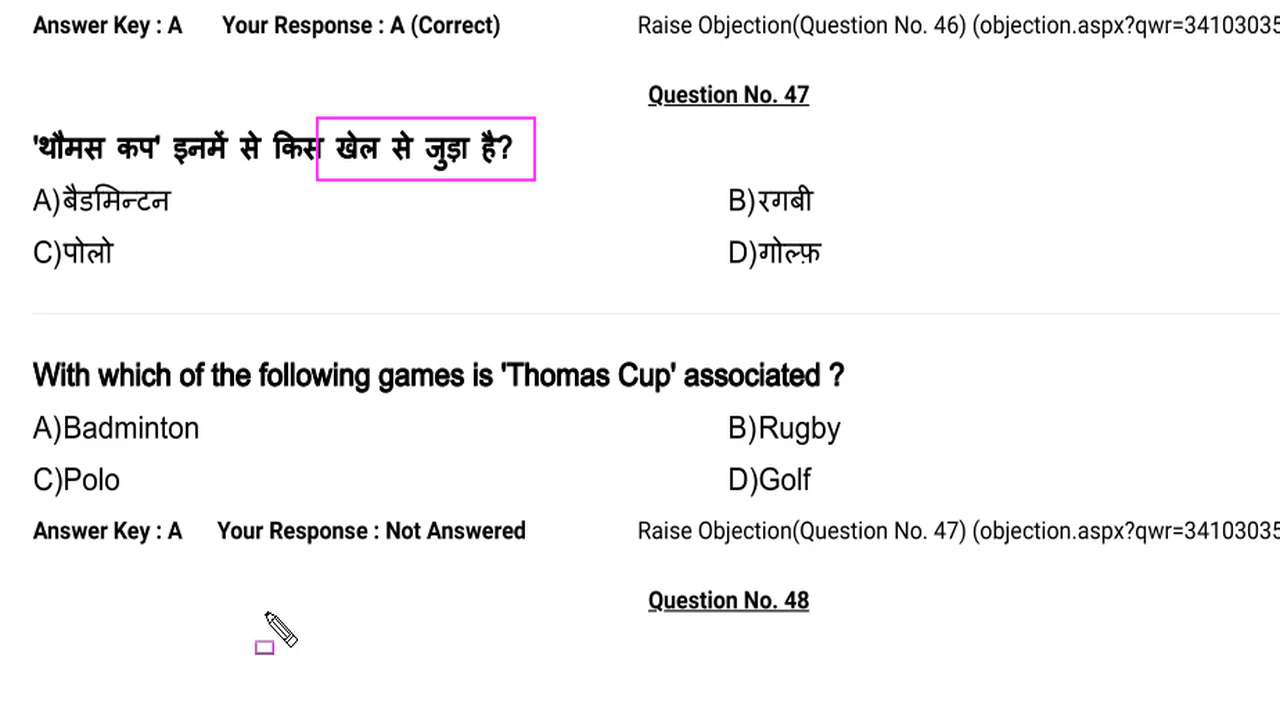 Answer Key : A Your Response : A (Correct) Raise Objection(Question No. 46) (objection.aspx?qwr=34103035
Question No. 47
'थौमस कप' इनमें से किस खेल से जुड़ा है?
A)बैडमिन्टन B)रगबी
C)पोलो D)गोल्फ़
With which of the following games is 'Thomas Cup' associated ?
A)Badminton B)Rugby
C)Polo D)Golf
Answer Key : A Your Response : Not Answered Raise Objection(Question No. 47) (objection.aspx?qwr=34103035
Question No. 48